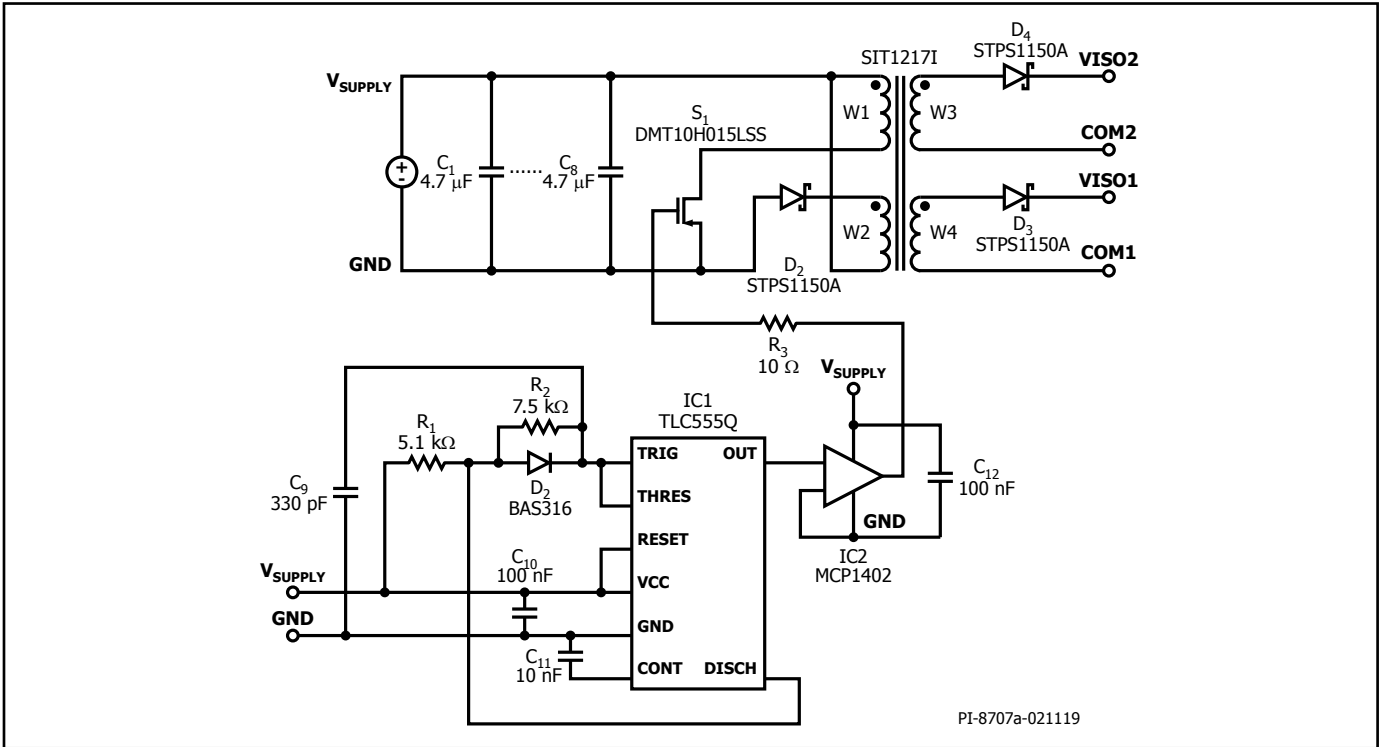 D4
STPS1150A
SIT1217I
VISO2
VSUPPLY
S1
DMT10H015LSS
W1
W3
COM2
+
-
C1
4.7 µF
......
C8
4.7 µF
VISO1
W2
W4
D3
STPS1150A
GND
D2
STPS1150A
COM1
R3
10 Ω
VSUPPLY
R2
7.5 kΩ
IC1
TLC555Q
R1
5.1 kΩ
TRIG
OUT
C9
330 pF
D2
BAS316
THRES
C12
100 nF
RESET
GND
C10
100 nF
IC2
MCP1402
VSUPPLY
VCC
GND
GND
C11
10 nF
CONT
DISCH
PI-8707a-021119